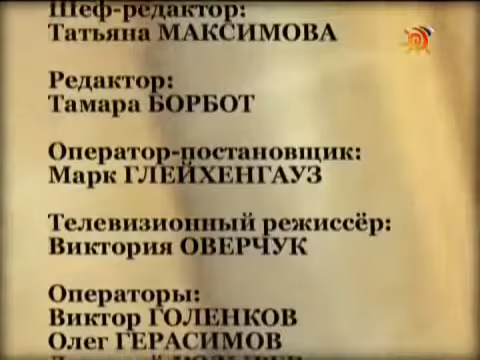 Шеф-редактор:
Татьяна МАКСИМОВА
Редактор:
Тамара БОРБОТ
Оператор-постановщик:
Марк ГЛЕЙХЕНГАУЗ
Телевизионный режиссёр:
Виктория ОВЕРЧУК
Операторы:
Виктор ГОЛЕНКОВ
Олег ГЕРАСИМОВ